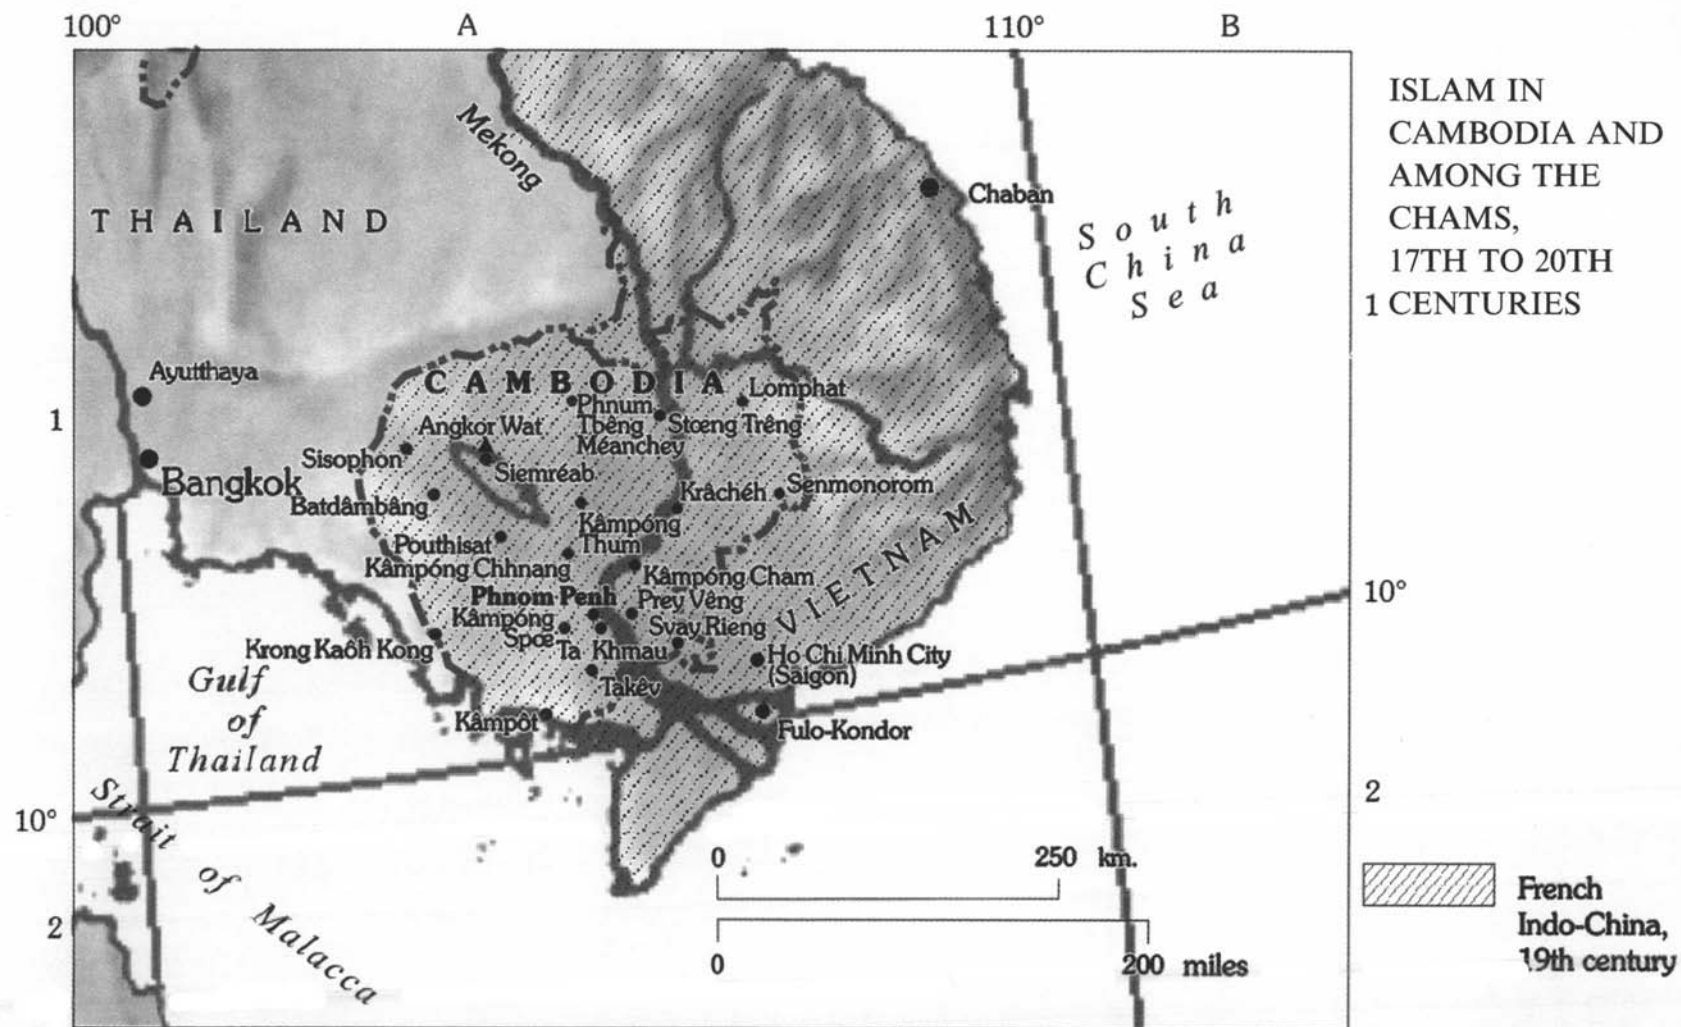 100°
A
110°
B
ISLAM IN
CAMBODIA AND
AMONG THE
CHAMS,
17TH TO 20TH
CENTURIES
Mekong
Chaban
THAILAND
South
China
Sea
1
Ayutthaya
CAMBODIA
Lomphat
Phnum
Tbêng
Méanchey
Stœng Trêng
1
Angkor Wat
Sisophon
Siemréab
Bangkok
Krâchéh
Senmonorom
Batdâmbâng
Kâmpóng
Thum
Pouthisat
Kâmpóng Chhnang
Kâmpóng Cham
VIETNAM
Phnom Penh
Prey Vêng
10°
Kâmpóng
Spœ
Svay Rieng
Ta Khmau
Krong Kaôh Kong
Ho Chi Minh City
(Saigon)
Takêv
Gulf
of
Thailand
Kâmpôt
Fulo-Kondor
10°
Strait
of
Malacca
2
0 250 km.
0 200 miles
2
French
Indo-China,
19th century